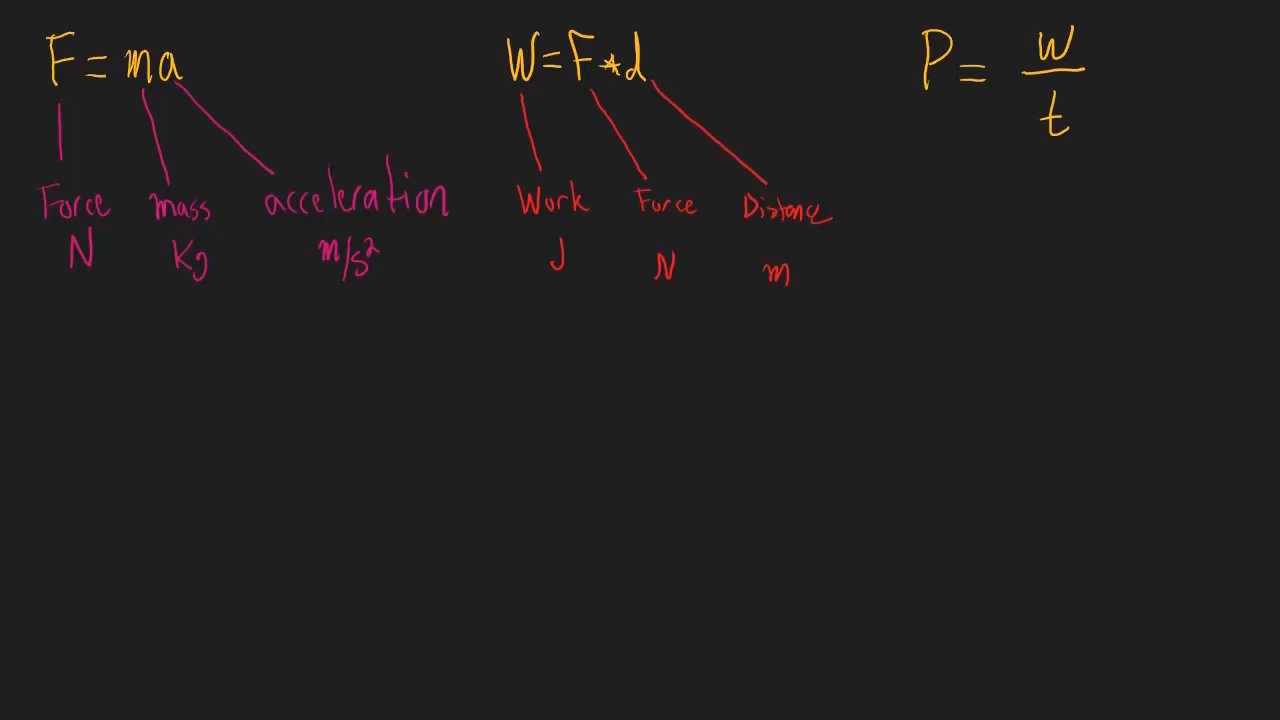 F = ma
Force mass acceleration
N Kg m/s²
W = F * d
Work Force Distance
J N m
P = W/t